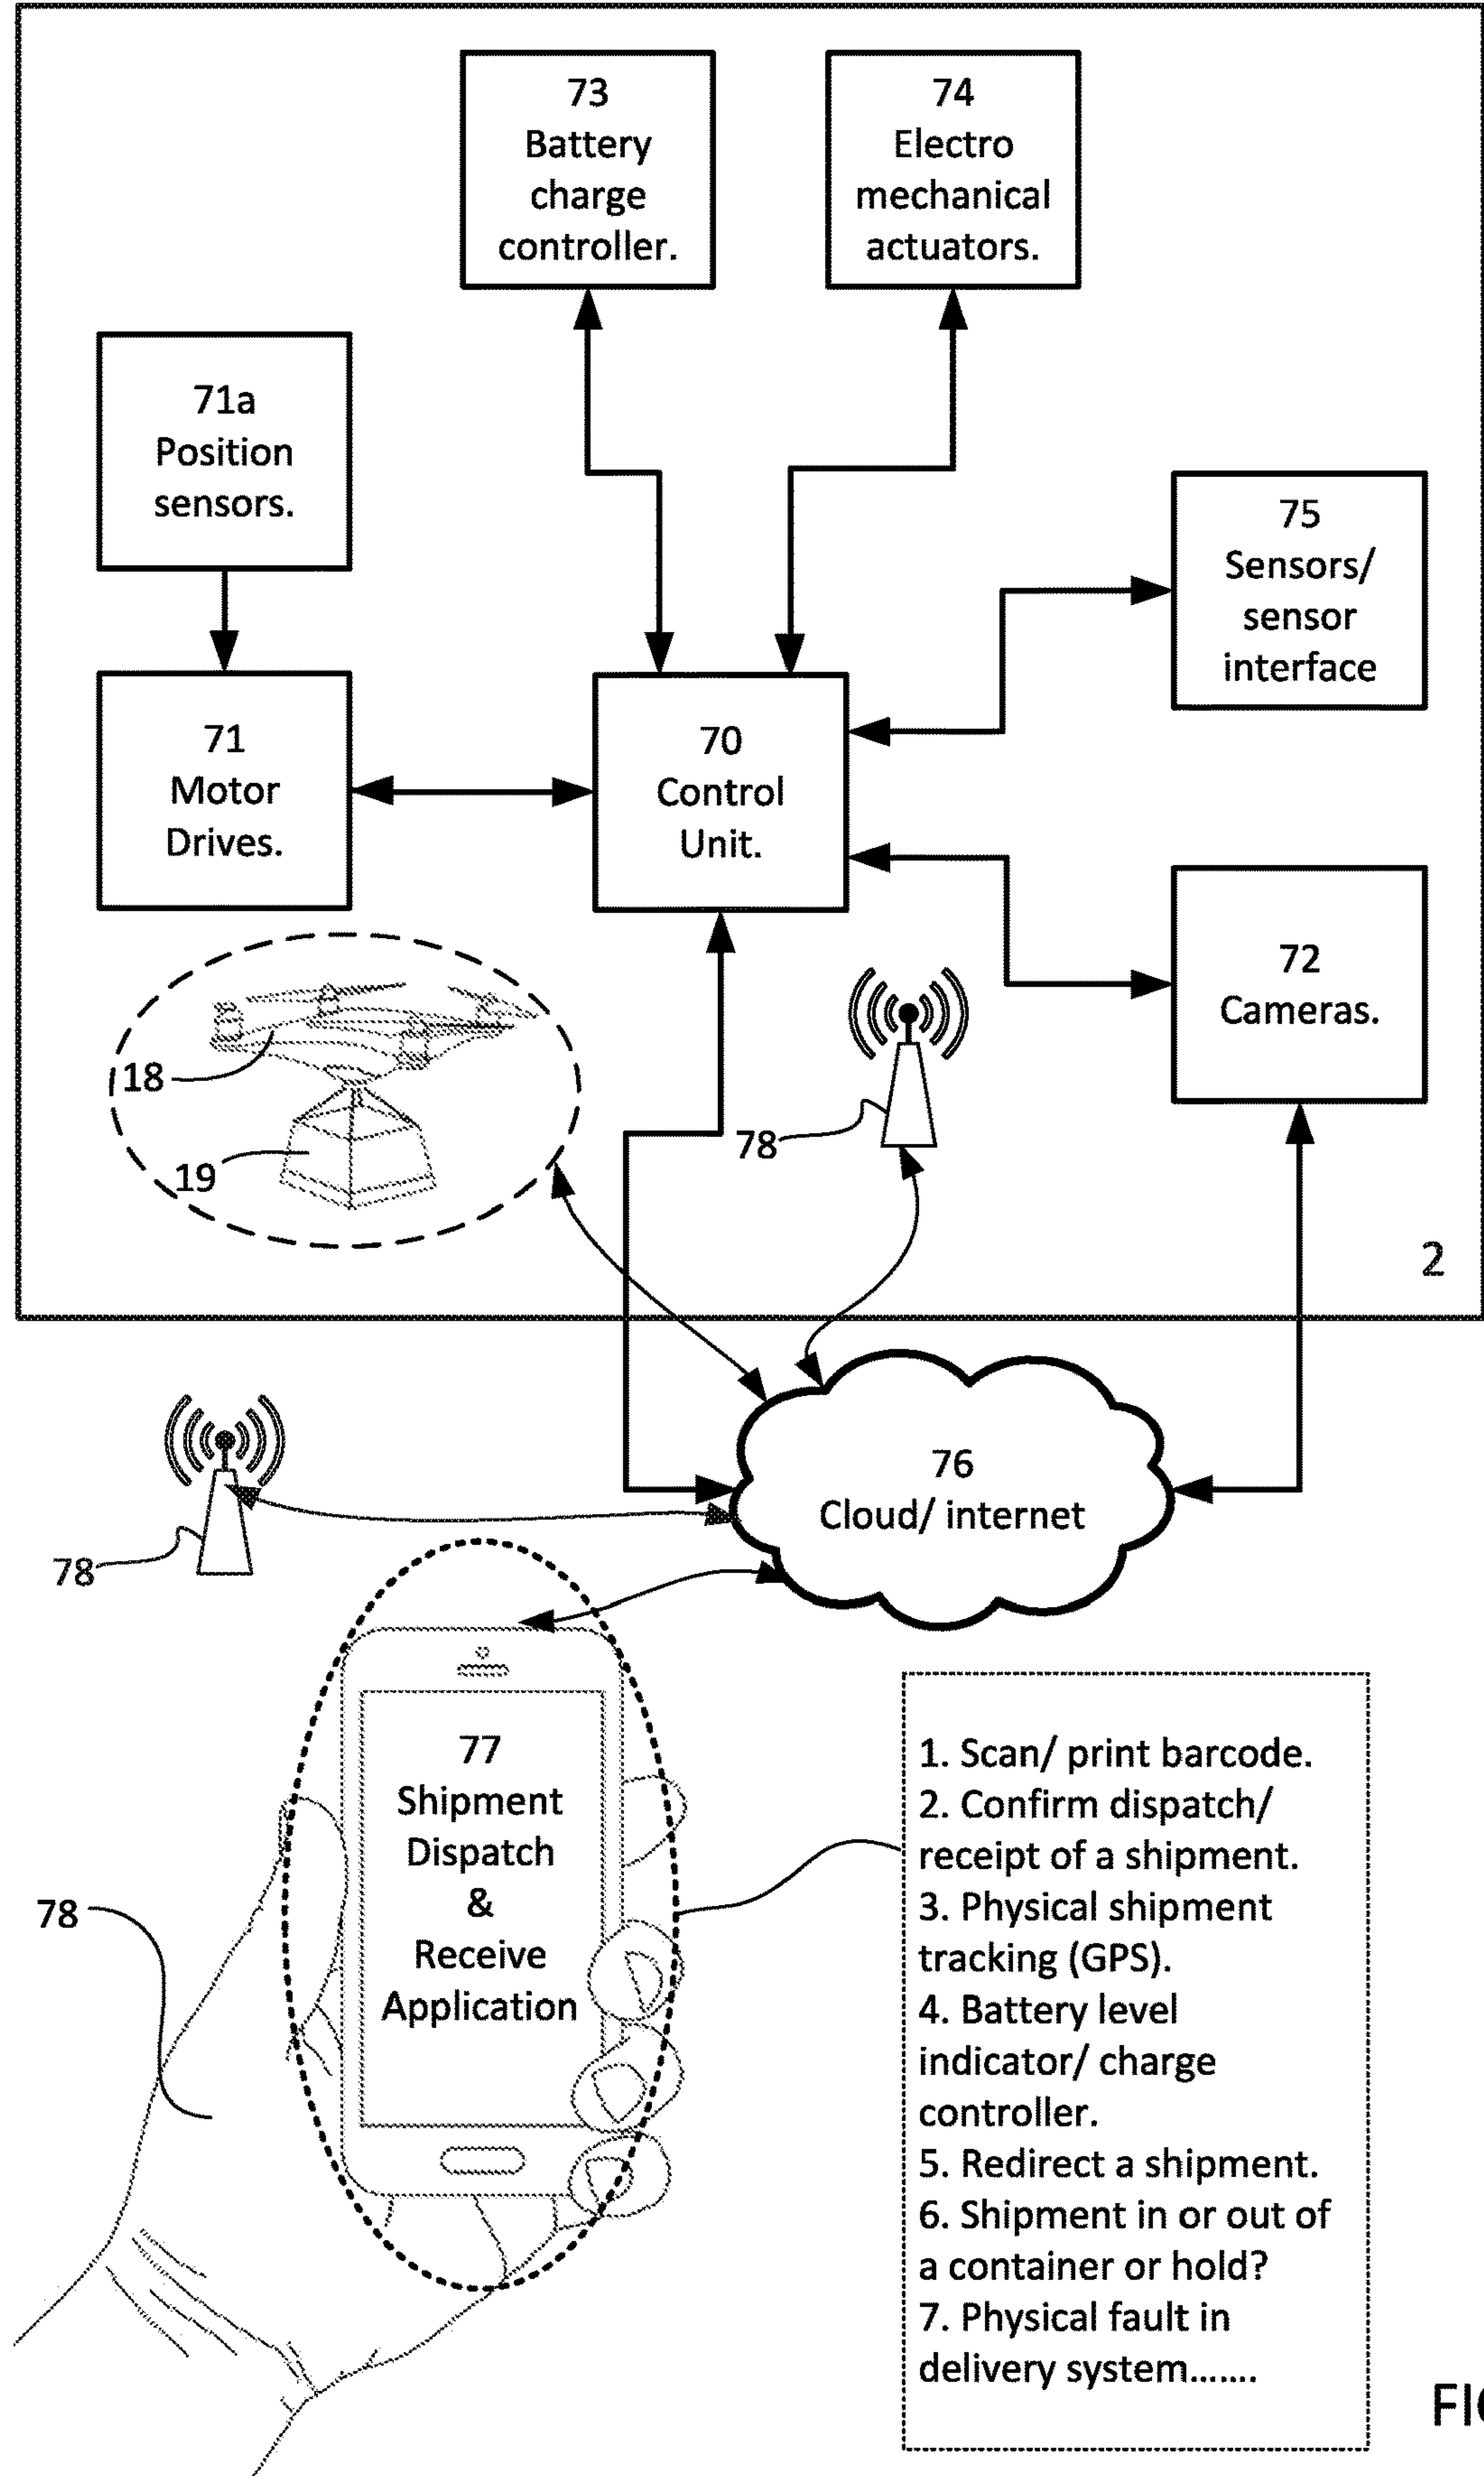 73
Battery
charge
controller.
74
Electro
mechanical
actuators.
71a
Position
sensors.
75
Sensors/
sensor
interface
71
Motor
Drives.
70
Control
Unit.
72
Cameras.
18
19
78
2
76
Cloud/ internet
78
77
Shipment
Dispatch
&
Receive
Application
78
1. Scan/ print barcode.
2. Confirm dispatch/
receipt of a shipment.
3. Physical shipment
tracking (GPS).
4. Battery level
indicator/ charge
controller.
5. Redirect a shipment.
6. Shipment in or out of
a container or hold?
7. Physical fault in
delivery system.......